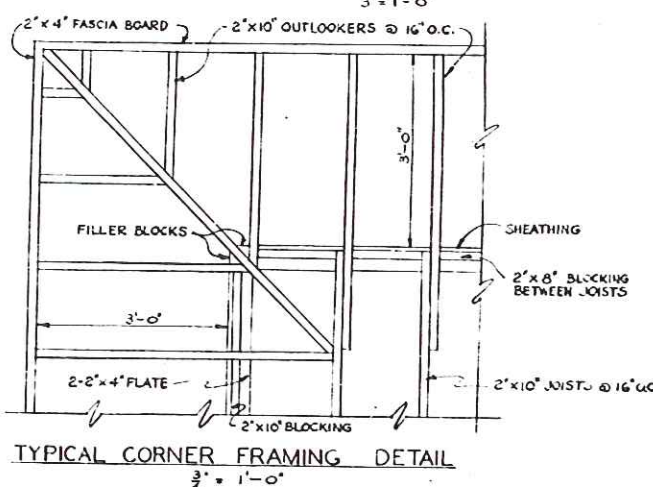 3"=1'-0"
2"x4" FASCIA BOARD
2"x10" OUTLOOKERS @ 16" O.C.
3'-0"
FILLER BLOCKS
SHEATHING
2"x8" BLOCKING
BETWEEN JOISTS
3'-0"
2-2"x4" PLATE
2"x10" JOISTS @ 16" O.C
2"x10" BLOCKING
TYPICAL CORNER FRAMING DETAIL
= 1'-0"